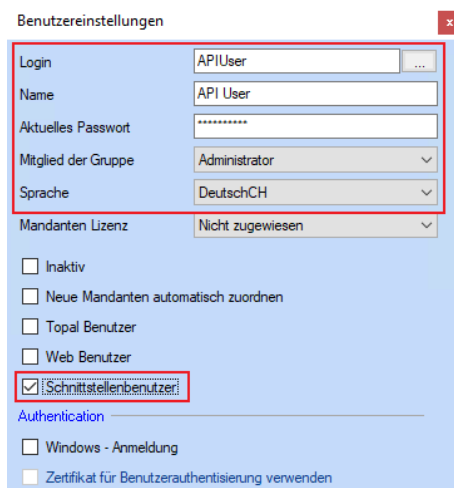 Benutzereinstellungen
x
Login APIUser ...
Name API User
Aktuelles Passwort **********
Mitglied der Gruppe Administrator
Sprache DeutschCH
Mandanten Lizenz Nicht zugewiesen
Inaktiv
Neue Mandanten automatisch zuordnen
Topal Benutzer
Web Benutzer
Schnittstellenbenutzer
Authentication
Windows - Anmeldung
Zertifikat für Benutzerauthentisierung verwenden